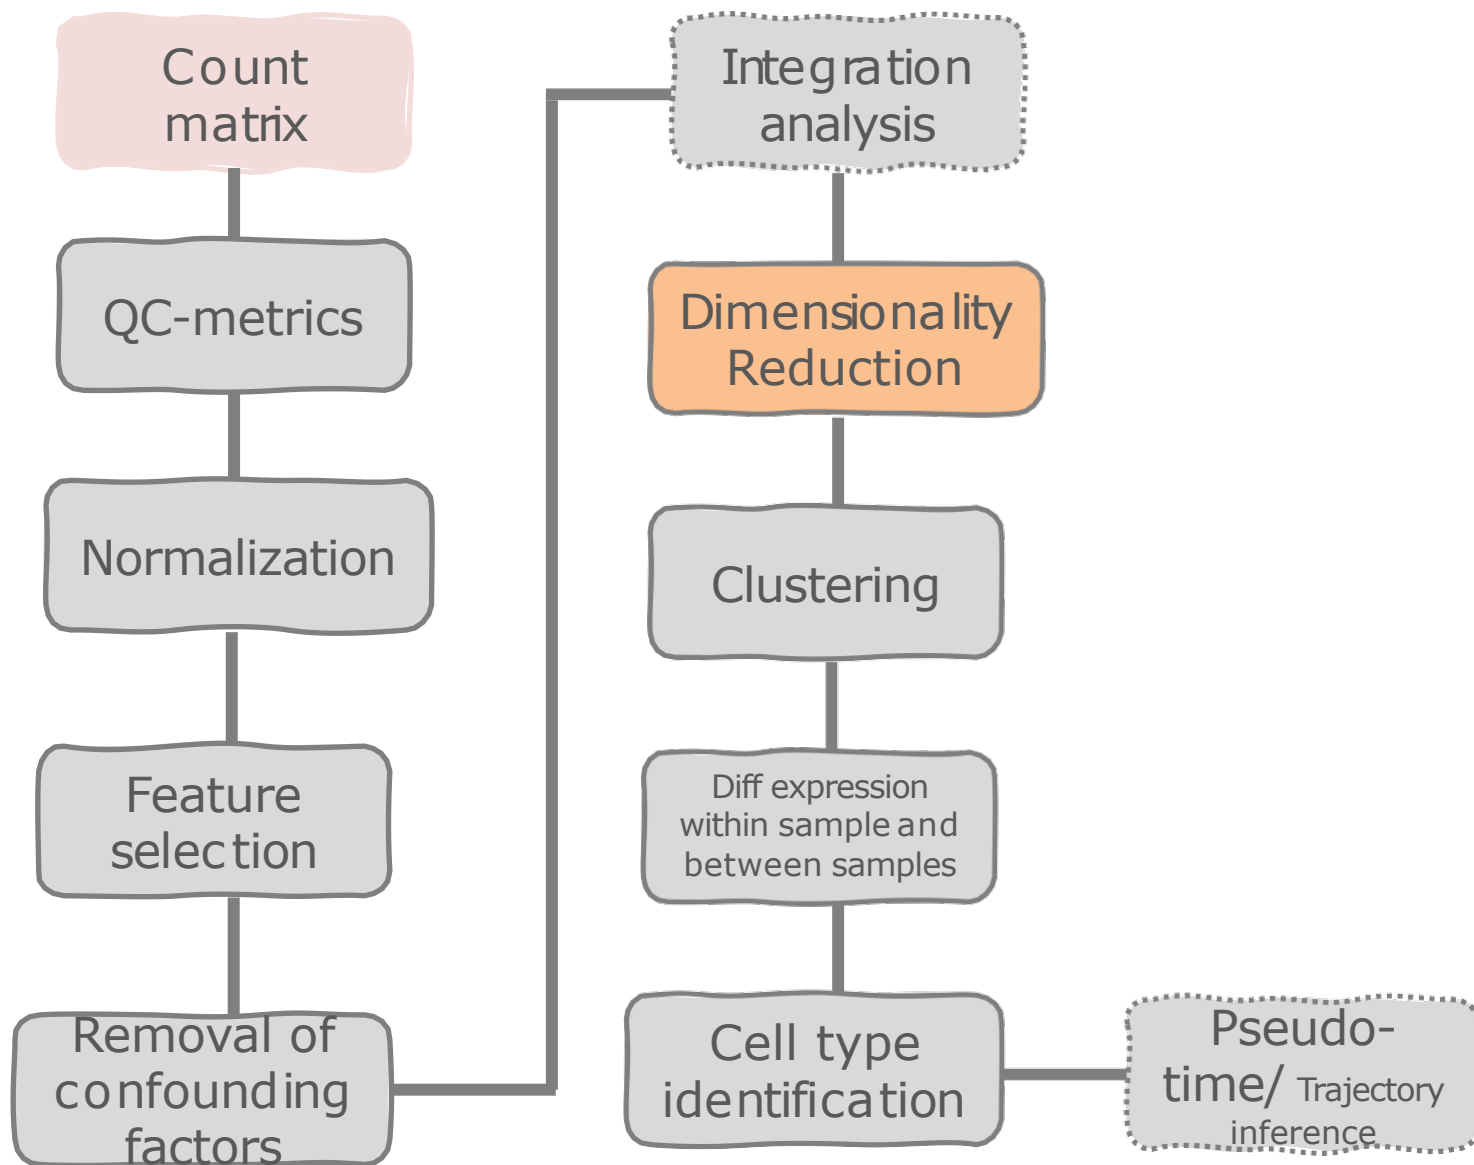 Count
matrix
QC-metrics
Normalization
Feature
selection
Removal of
confounding
factors
Integration
analysis
Dimensionality
Reduction
Clustering
Diff expression
within sample and
between samples
Cell type
identification
Pseudo-
time/ Trajectory
inference